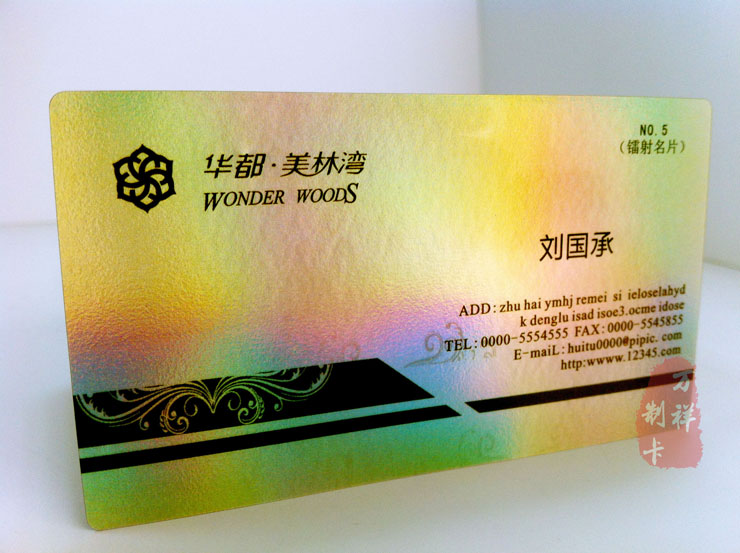 华都·美林湾
WONDER WOODS
NO.5
(镭射名片)
刘国承
ADD: zhu hai ymhj remei si ieloselahyd
k denglu isad isoe3.ocme idose
TEL: 0000-5554555 FAX: 0000-5545855
E-maiL: huitu0000@pipic. com
http:wwww.12345.com
万祥
制卡